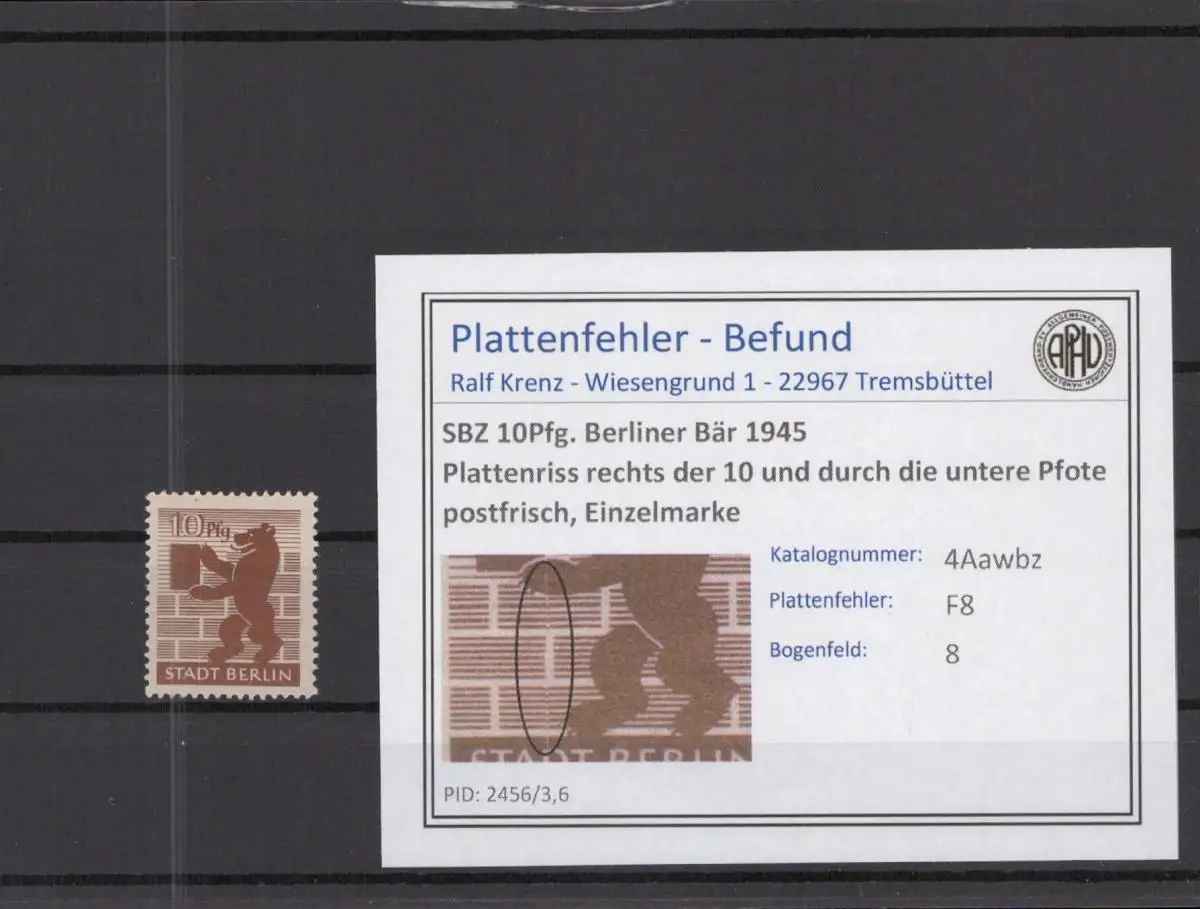 10 Pfg
STADT BERLIN
Plattenfehler - Befund
Ralf Krenz - Wiesengrund 1 - 22967 Tremsbüttel
APHV
SBZ 10Pfg. Berliner Bär 1945
Plattenriss rechts der 10 und durch die untere Pfote
postfrisch, Einzelmarke
Katalognummer: 4Aawbz
Plattenfehler: F8
Bogenfeld: 8
STADT BERLIN
PID: 2456/3,6